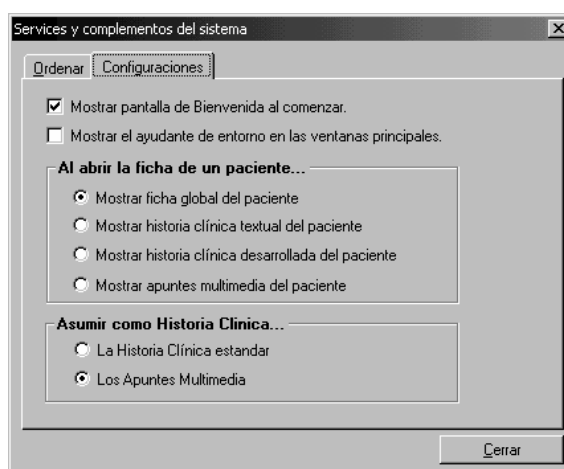 Services y complementos del sistema
Ordenar Configuraciones
Mostrar pantalla de Bienvenida al comenzar.
Mostrar el ayudante de entorno en las ventanas principales.
Al abrir la ficha de un paciente...
Mostrar ficha global del paciente
Mostrar historia clínica textual del paciente
Mostrar historia clínica desarrollada del paciente
Mostrar apuntes multimedia del paciente
Asumir como Historia Clinica...
La Historia Clínica estandar
Los Apuntes Multimedia
Cerrar